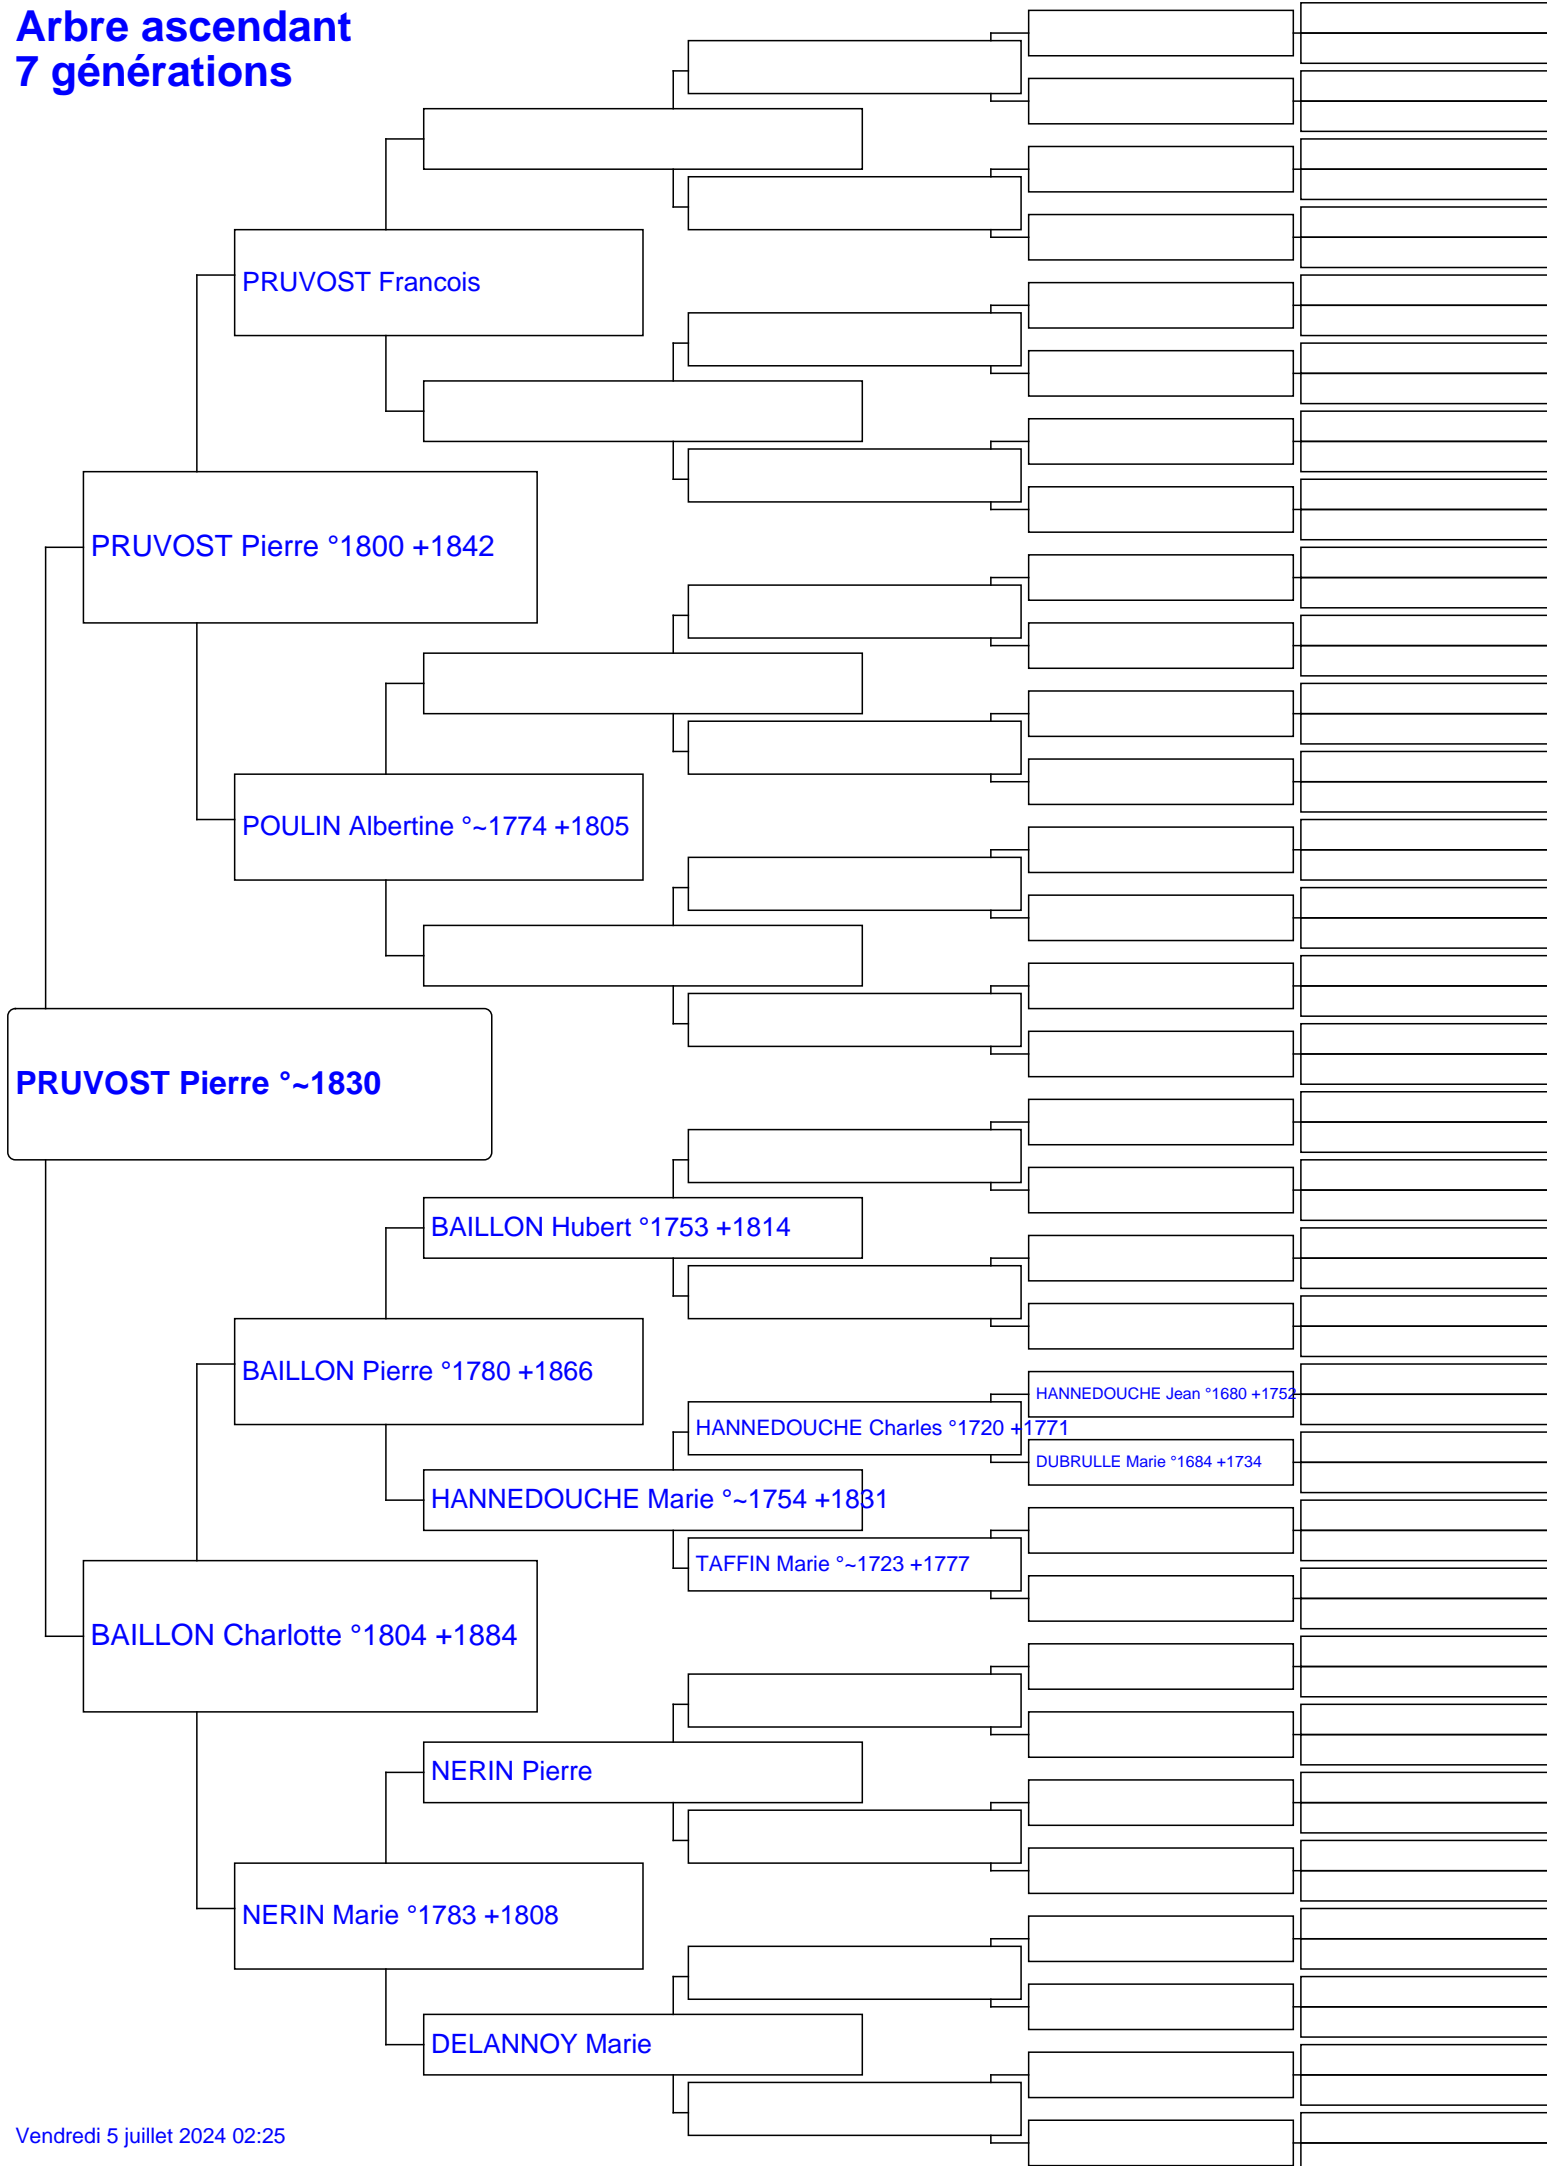 Arbre ascendant
7 générations
PRUVOST Francois
PRUVOST Pierre °1800 +1842
POULIN Albertine °~1774 +1805
PRUVOST Pierre °~1830
BAILLON Hubert °1753 +1814
BAILLON Pierre °1780 +1866
HANNEDOUCHE Jean °1680 +1752
HANNEDOUCHE Charles °1720 +1771
DUBRULLE Marie °1684 +1734
HANNEDOUCHE Marie °~1754 +1831
TAFFIN Marie °~1723 +1777
BAILLON Charlotte °1804 +1884
NERIN Pierre
NERIN Marie °1783 +1808
DELANNOY Marie
Vendredi 5 juillet 2024 02:25